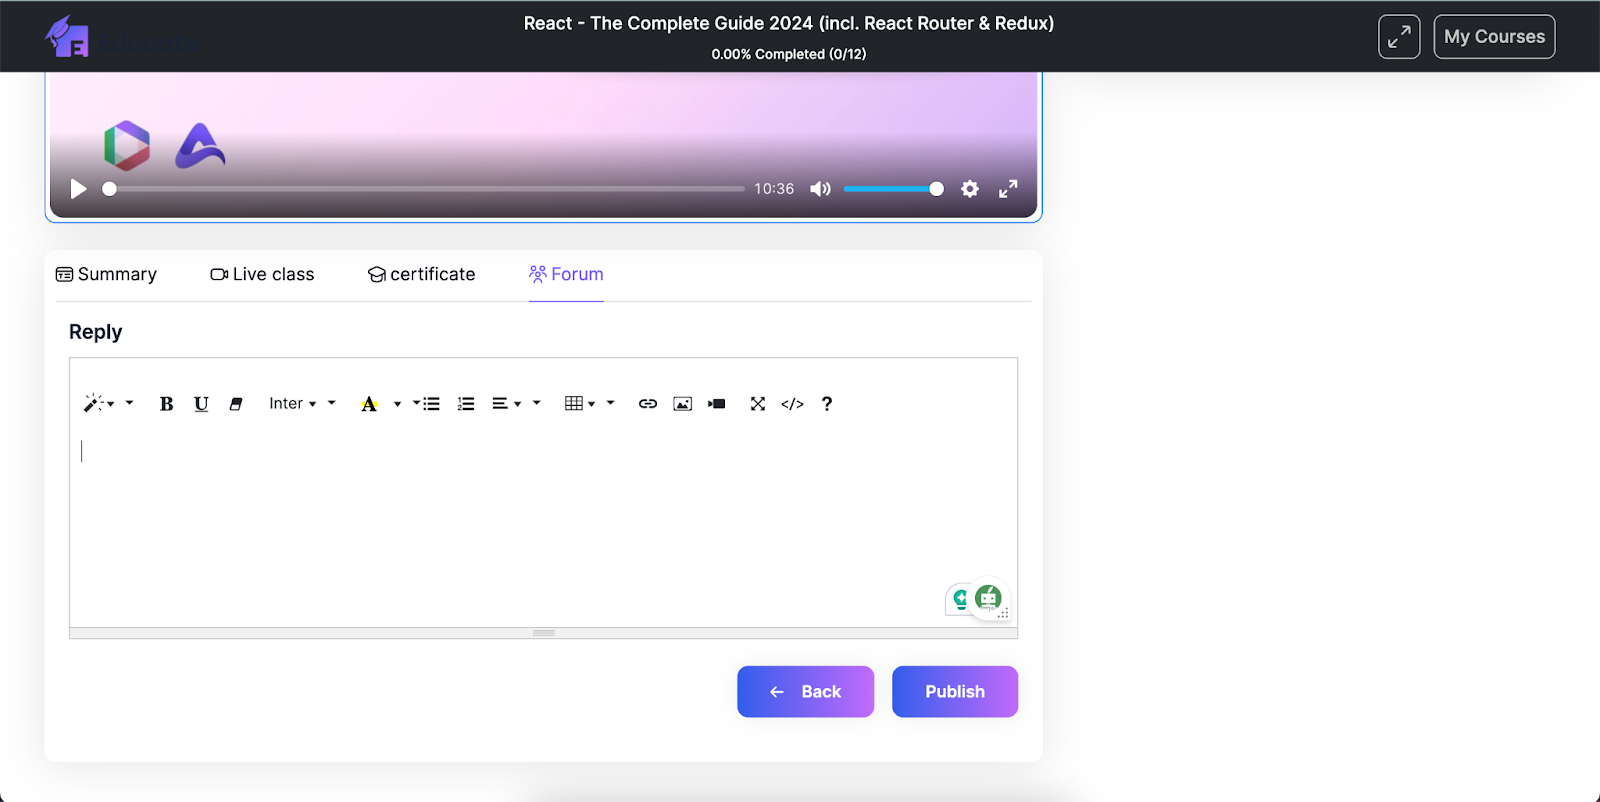 E Educate
React - The Complete Guide 2024 (incl. React Router & Redux)
0.00% Completed (0/12)
My Courses
10:36
Summary
Live class
certificate
Forum
Reply
B U Inter A </> ?
Back
Publish